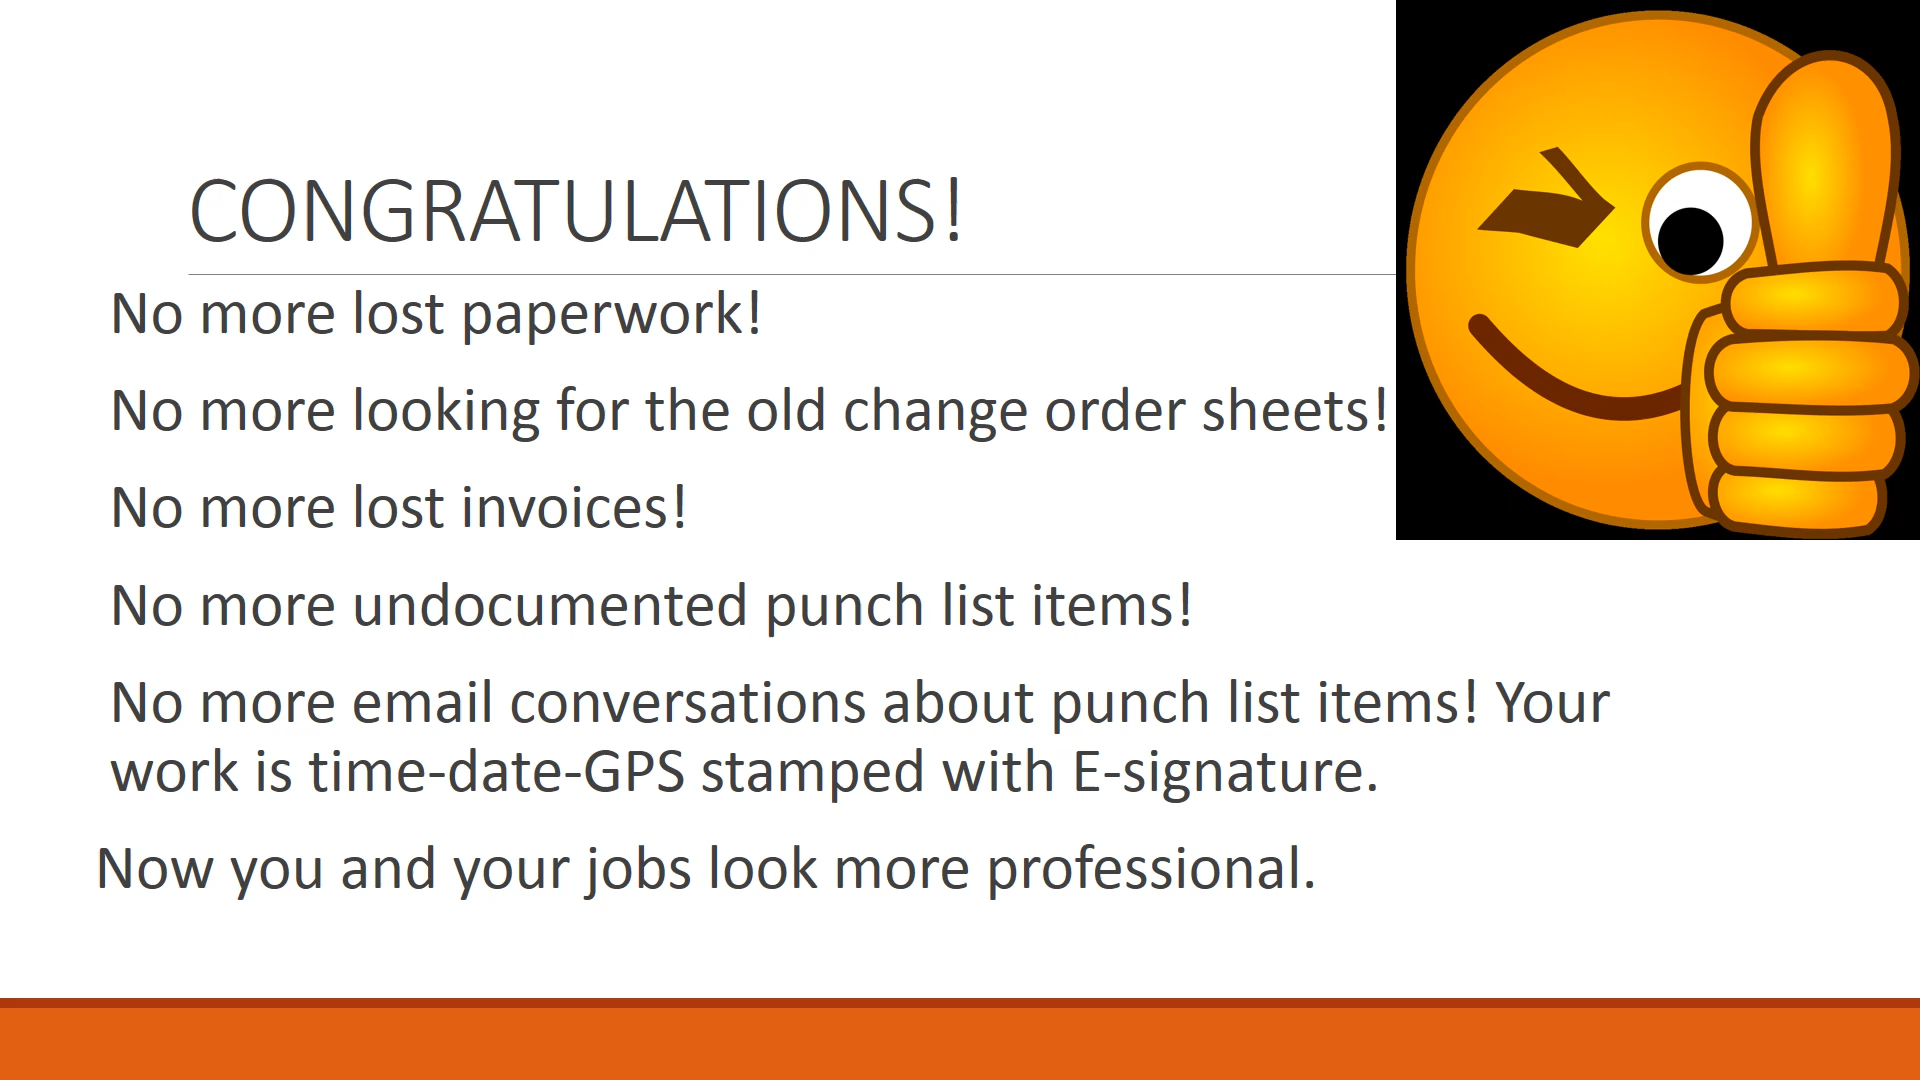 CONGRATULATIONS!
No more lost paperwork!
No more looking for the old change order sheets!
No more lost invoices!
No more undocumented punch list items!
No more email conversations about punch list items! Your
work is time-date-GPS stamped with E-signature.
Now you and your jobs look more professional.